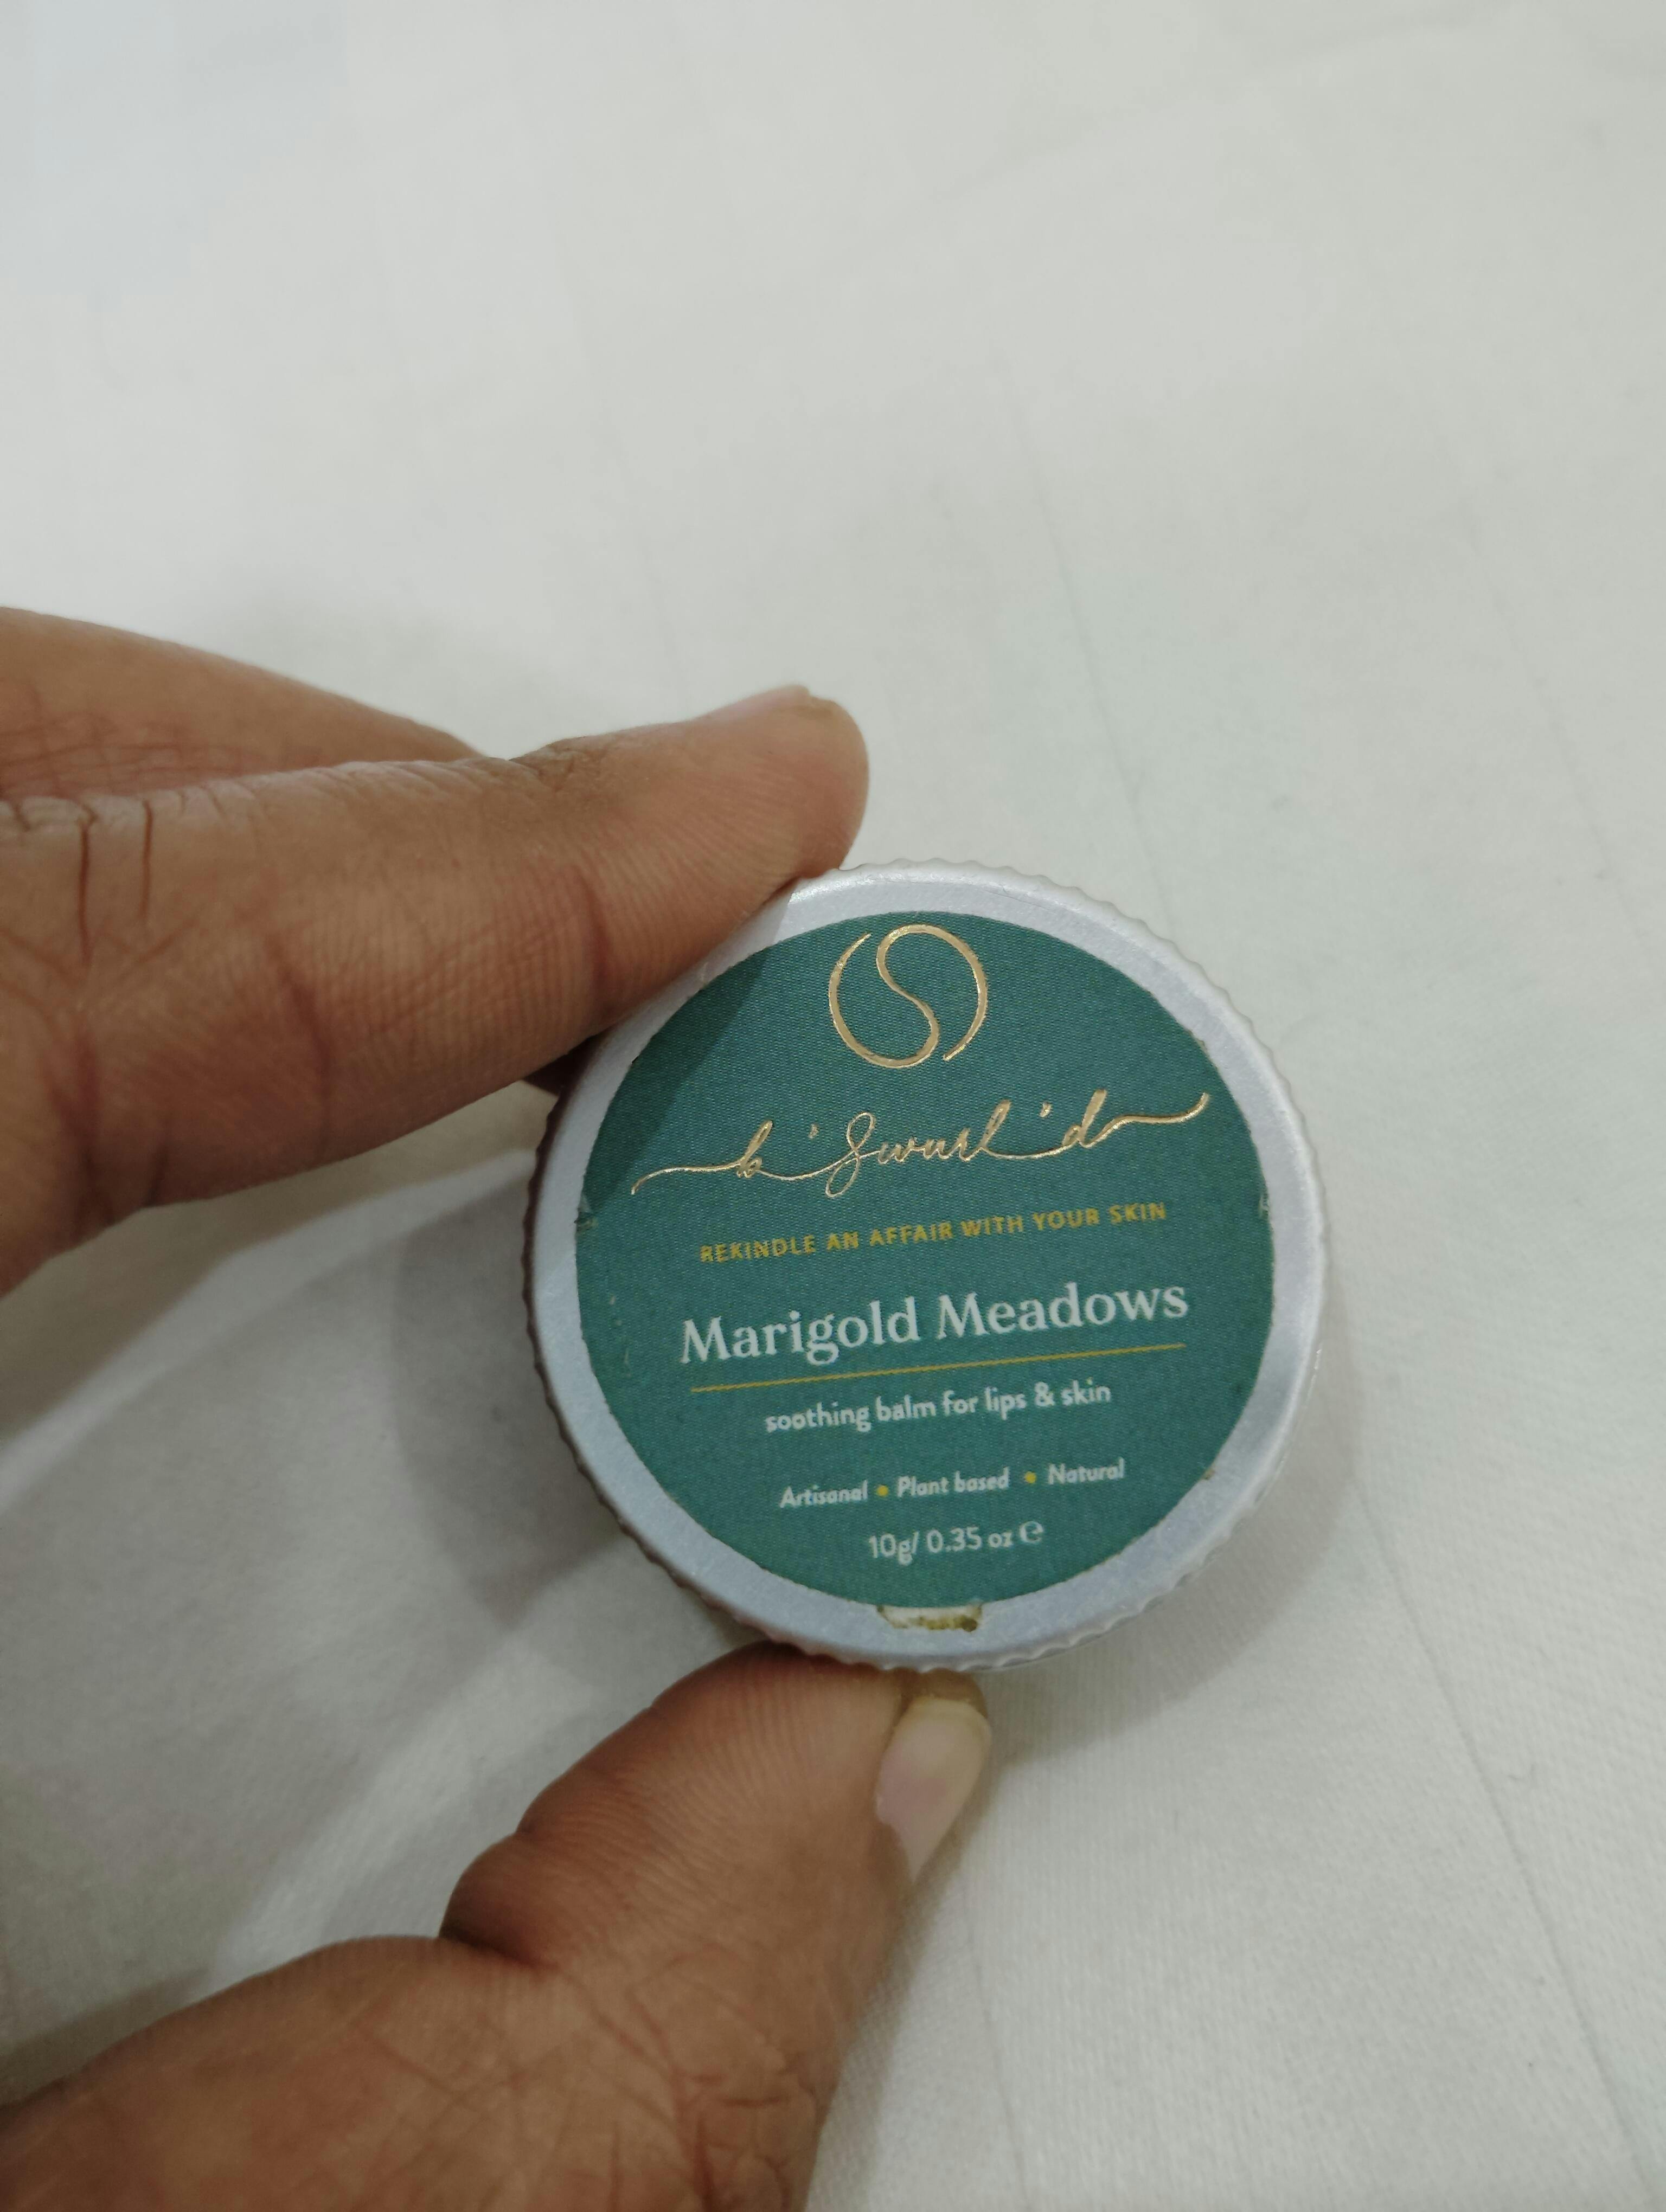 b'Swurl'd
REKINDLE AN AFFAIR WITH YOUR SKIN
Marigold Meadows
soothing balm for lips & skin
Artisanal • Plant based • Natural
10g/ 0.35 oz ℮